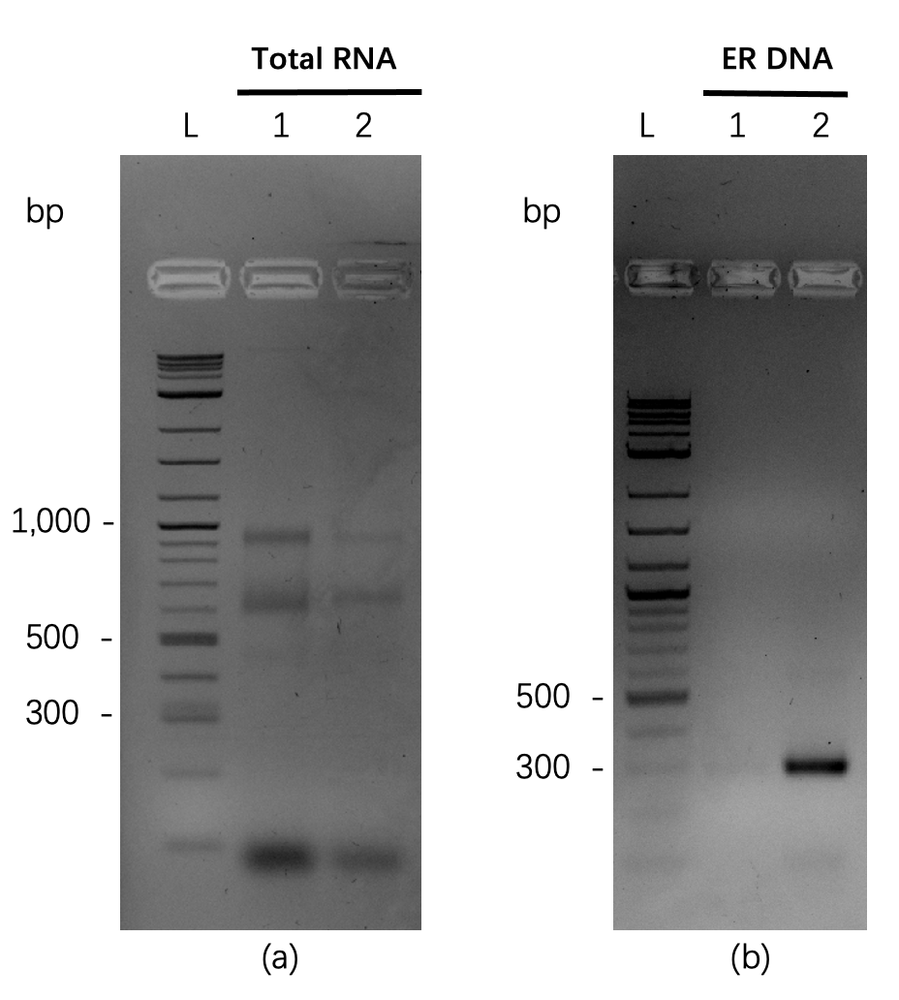 Total RNA
L 1 2
bp
1,000 -
500 -
300 -
(a)
ER DNA
L 1 2
bp
500 -
300 -
(b)